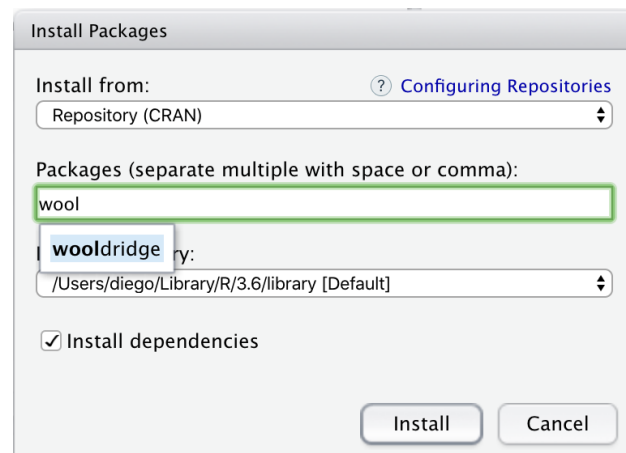 Install Packages
Install from:
? Configuring Repositories
Repository (CRAN)
Packages (separate multiple with space or comma):
wool
wooldridge
ry:
/Users/diego/Library/R/3.6/library [Default]
Install dependencies
Install
Cancel